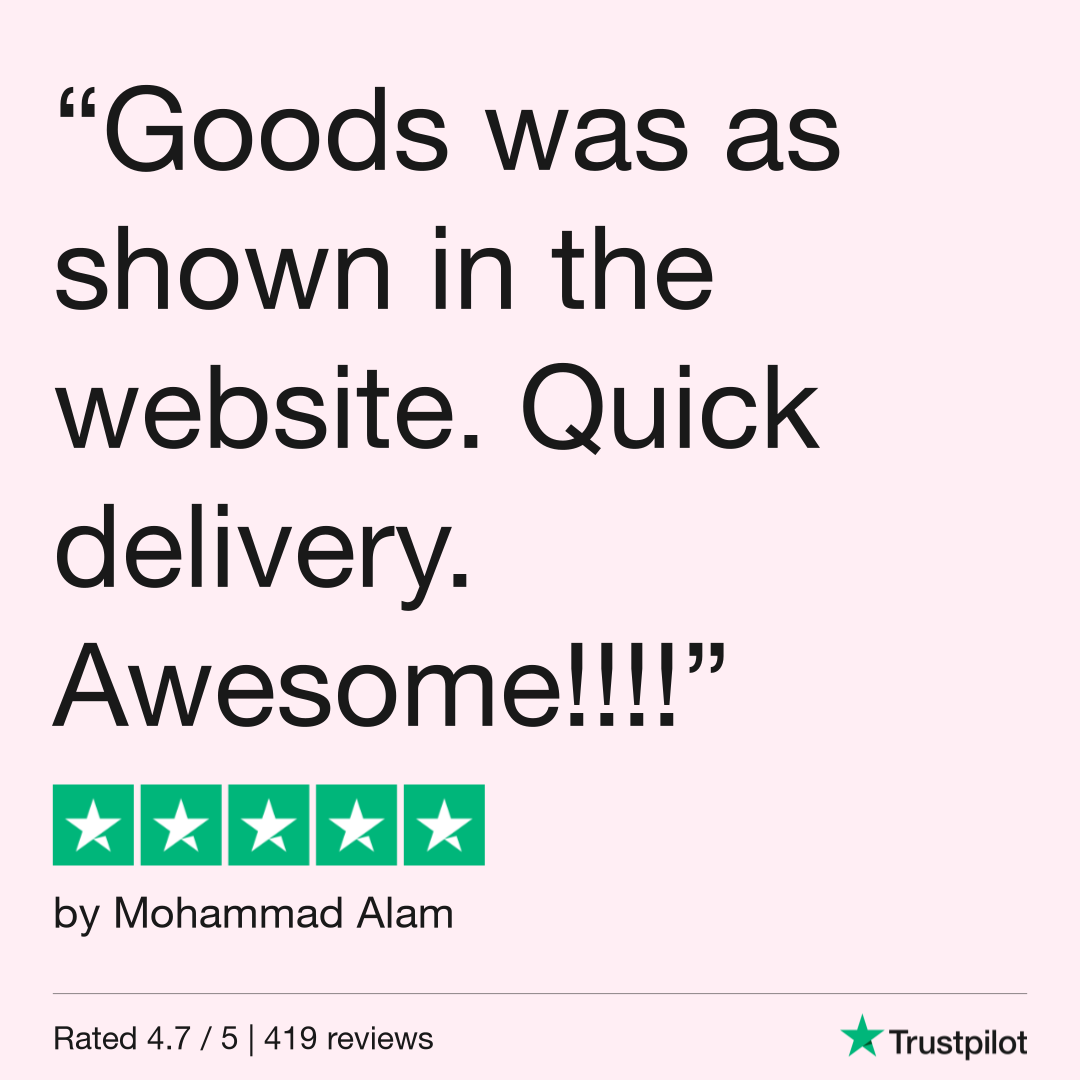 “Goods was as
shown in the
website. Quick
delivery.
Awesome!!!!”
by Mohammad Alam
Rated 4.7 / 5 | 419 reviews
Trustpilot